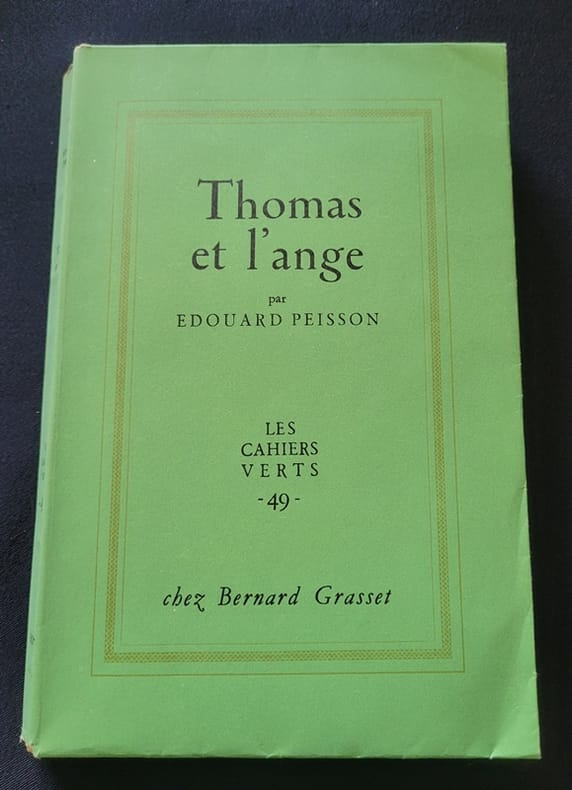 Thomas
et l'ange
par
EDOUARD PEISSON
LES
CAHIERS
VERTS
-49-
chez Bernard Grasset